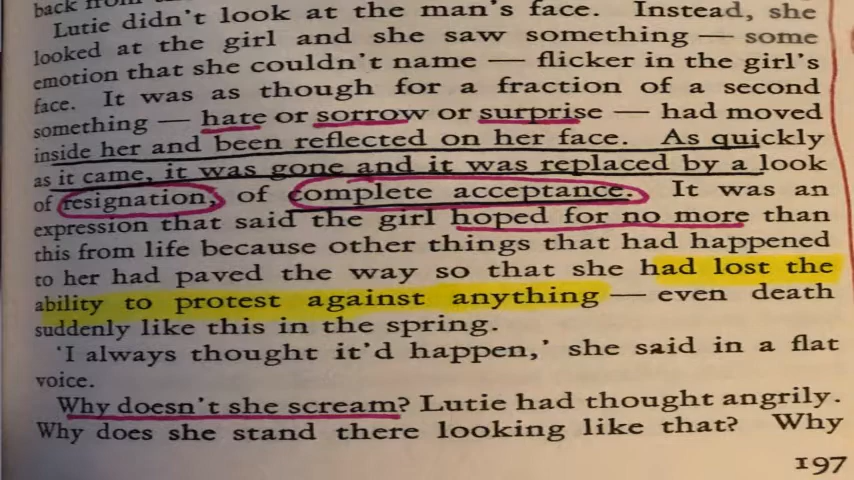 back from
Lutie didn't look at the man's face. Instead, she
looked at the girl and she saw something — some
emotion that she couldn't name — flicker in the girl's
face. It was as though for a fraction of a second
something — hate or sorrow or surprise — had moved
inside her and been reflected on her face. As quickly
as it came, it was gone and it was replaced by a look
of resignation, of complete acceptance. It was an
expression that said the girl hoped for no more than
this from life because other things that had happened
to her had paved the way so that she had lost the
ability to protest against anything — even death
suddenly like this in the spring.
'I always thought it'd happen,' she said in a flat
voice.
Why doesn't she scream? Lutie had thought angrily.
Why does she stand there looking like that? Why
197